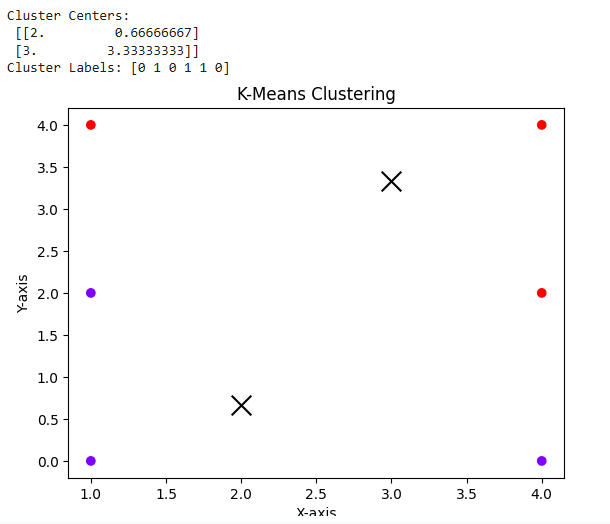 Cluster Centers:
[[2.         0.66666667]
[3.         3.33333333]]
Cluster Labels: [0 1 0 1 1 0]
K-Means Clustering
4.0
3.5
3.0
2.5
2.0
1.5
1.0
0.5
0.0
Y-axis
1.0 1.5 2.0 2.5 3.0 3.5 4.0
X-axis